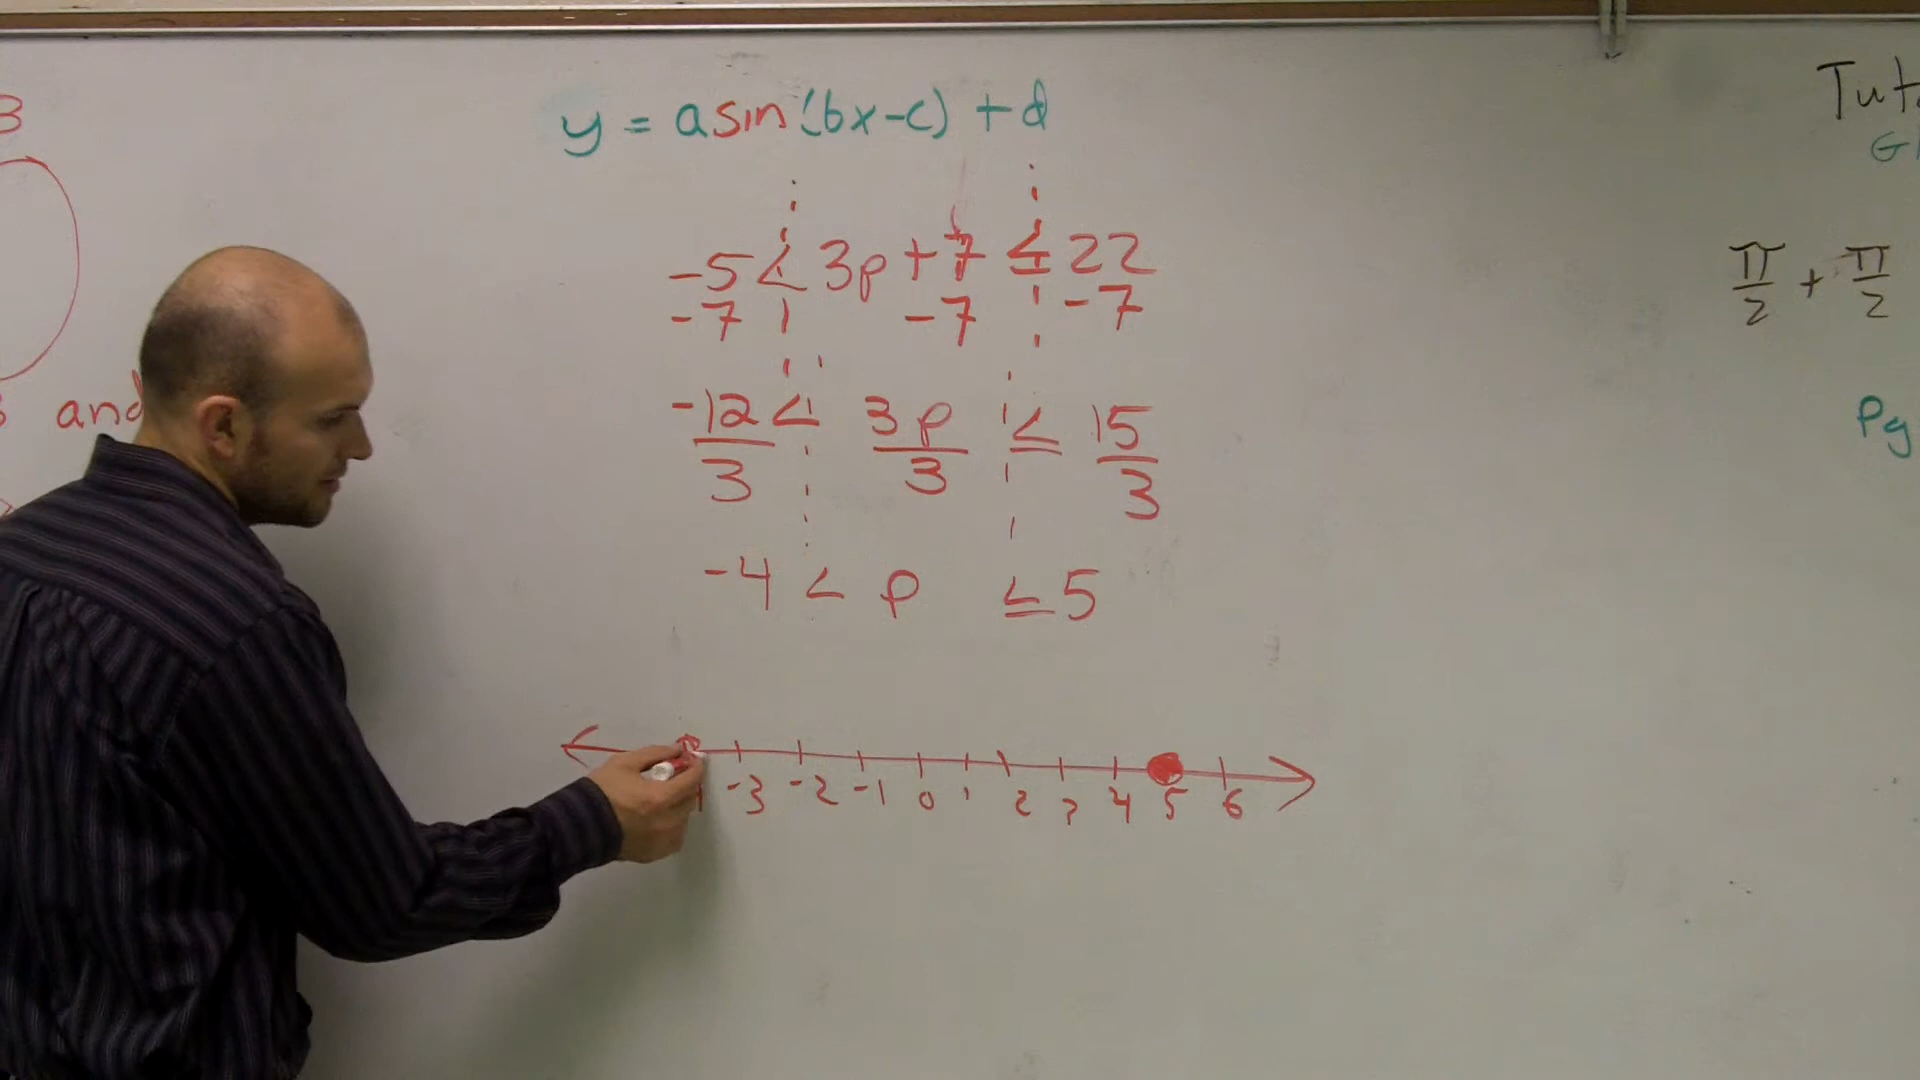 3
y = a sin(bx-c) + d
Tut
G
-5 < 3p + 7 ≤ 22
-7 -7 -7
π/2 + π/2
and
-12/3 < 3p/3 ≤ 15/3
Pg
-4 < p ≤ 5
-3 -2 -1 0 1 2 3 4 5 6